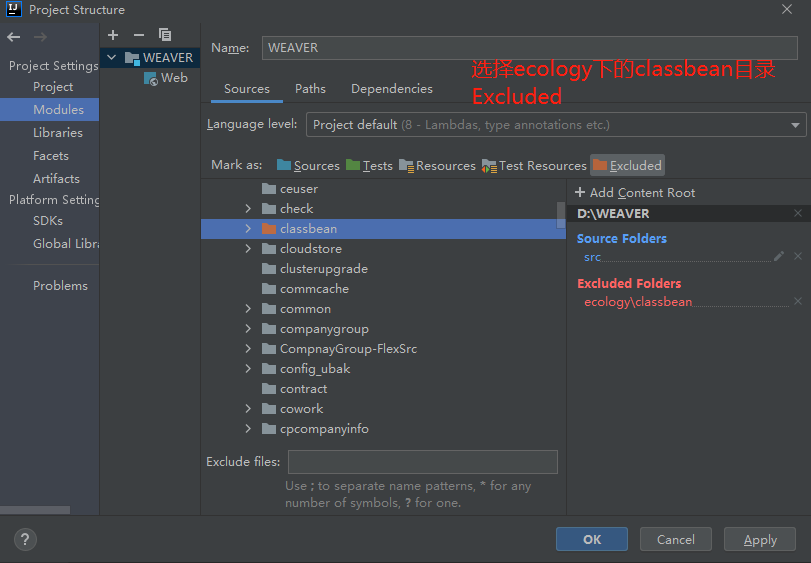 Project Structure
Project Settings
Project
Modules
Libraries
Facets
Artifacts
Platform Setting
SDKs
Global Libra
Problems
WEAVER
Web
Name:
WEAVER
选择ecology下的classbean目录
Excluded
Sources
Paths
Dependencies
Language level:
Project default (8 - Lambdas, type annotations etc.)
Mark as:
Sources
Tests
Resources
Test Resources
Excluded
ceuser
check
classbean
cloudstore
clusterupgrade
commcache
common
companygroup
CompnayGroup-FlexSrc
config_ubak
contract
cowork
cpcompanyinfo
+ Add Content Root
D:\WEAVER
Source Folders
src
Excluded Folders
ecology\classbean
Exclude files:
Use ; to separate name patterns, * for any
number of symbols, ? for one.
?
OK
Cancel
Apply